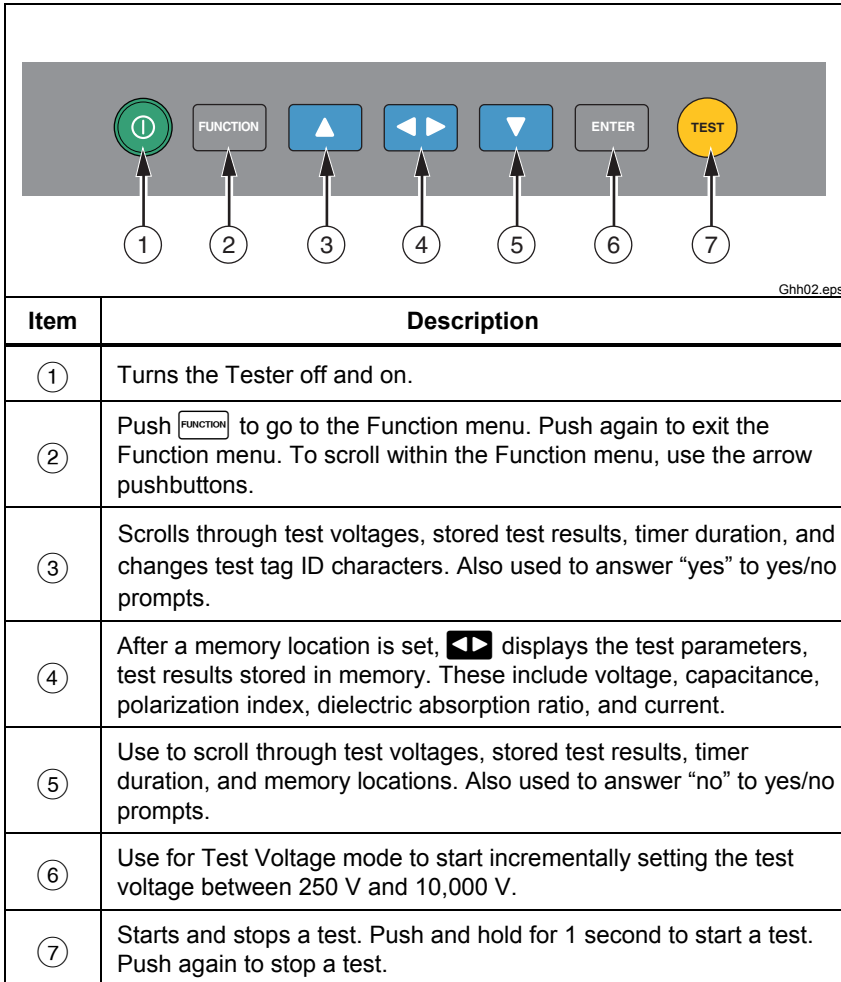 FUNCTION
ENTER
TEST
1 2 3 4 5 6 7
Ghh02.eps
Item Description
1 Turns the Tester off and on.
2 Push FUNCTION to go to the Function menu. Push again to exit the
Function menu. To scroll within the Function menu, use the arrow
pushbuttons.
3 Scrolls through test voltages, stored test results, timer duration, and
changes test tag ID characters. Also used to answer “yes” to yes/no
prompts.
4 After a memory location is set, displays the test parameters,
test results stored in memory. These include voltage, capacitance,
polarization index, dielectric absorption ratio, and current.
5 Use to scroll through test voltages, stored test results, timer
duration, and memory locations. Also used to answer “no” to yes/no
prompts.
6 Use for Test Voltage mode to start incrementally setting the test
voltage between 250 V and 10,000 V.
7 Starts and stops a test. Push and hold for 1 second to start a test.
Push again to stop a test.